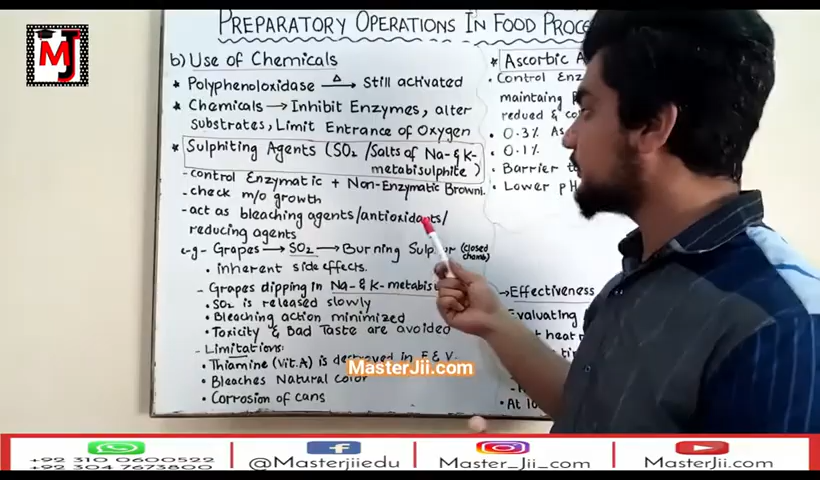 PREPARATORY OPERATIONS IN FOOD PROCE
b) Use of Chemicals
* Polyphenoloxidase Δ→ Still activated
* Chemicals → Inhibit Enzymes, alter
substrates, Limit Entrance of Oxygen
* Sulphiting Agents (SO2 /Salts of Na- & K-
metabisulphite)
- control Enzymatic + Non-Enzymatic Browni.
- check m/o growth
- act as bleaching agents/antioxidants/
reducing agents
e-g- Grapes → SO2 → Burning Sulphur (closed
chamb)
• inherent side effects.
- Grapes dipping in Na- & K-metabis
• SO2 is released slowly
• Bleaching action minimized
• Toxicity & Bad Taste are avoided
- Limitations:
• Thiamine (Vit.A) is destroyed in F & V.
• Bleaches Natural color
• Corrosion of cans
* Ascorbic A
• Control Enz
maintaing
redued & co
• 0.3% As
• 0.1%
• Barrier t
• Lower pH
→ Effectiveness
Evaluating
t heat
• At 10
MJ
MasterJii.com
+92 310 0600522
+92 304 7673800
@Masterjiiedu
Master_Jii_com
MasterJii.com